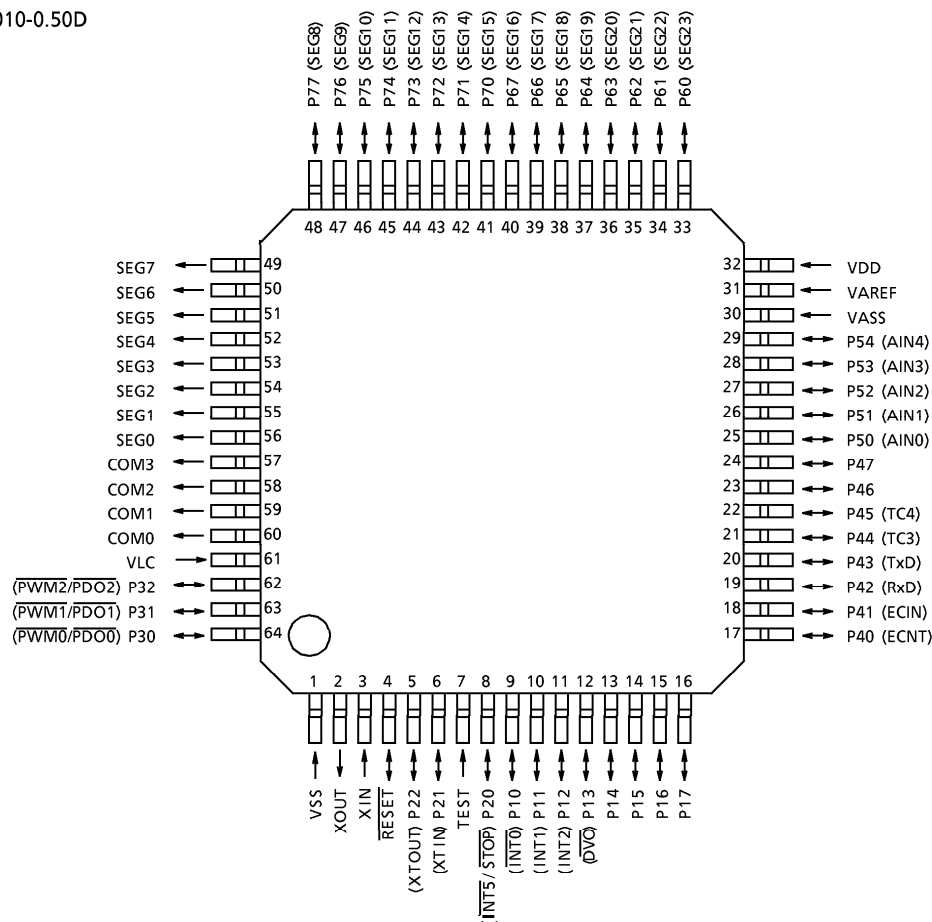 010-0.50D
P77 (SEG8)
P76 (SEG9)
P75 (SEG10)
P74 (SEG11)
P73 (SEG12)
P72 (SEG13)
P71 (SEG14)
P70 (SEG15)
P67 (SEG16)
P66 (SEG17)
P65 (SEG18)
P64 (SEG19)
P63 (SEG20)
P62 (SEG21)
P61 (SEG22)
P60 (SEG23)
48 47 46 45 44 43 42 41 40 39 38 37 36 35 34 33
SEG7 49
SEG6 50
SEG5 51
SEG4 52
SEG3 53
SEG2 54
SEG1 55
SEG0 56
COM3 57
COM2 58
COM1 59
COM0 60
VLC 61
(PWM2/PDO2) P32 62
(PWM1/PDO1) P31 63
(PWM0/PDO0) P30 64
32 VDD
31 VAREF
30 VASS
29 P54 (AIN4)
28 P53 (AIN3)
27 P52 (AIN2)
26 P51 (AIN1)
25 P50 (AIN0)
24 P47
23 P46
22 P45 (TC4)
21 P44 (TC3)
20 P43 (TxD)
19 P42 (RxD)
18 P41 (ECIN)
17 P40 (ECNT)
1 2 3 4 5 6 7 8 9 10 11 12 13 14 15 16
VSS
XOUT
XIN
RESET
(XTOUT) P22
(XTIN) P21
TEST
INT5 / STOP) P20
(INT0) P10
(INT1) P11
(INT2) P12
(DVO) P13
P14
P15
P16
P17